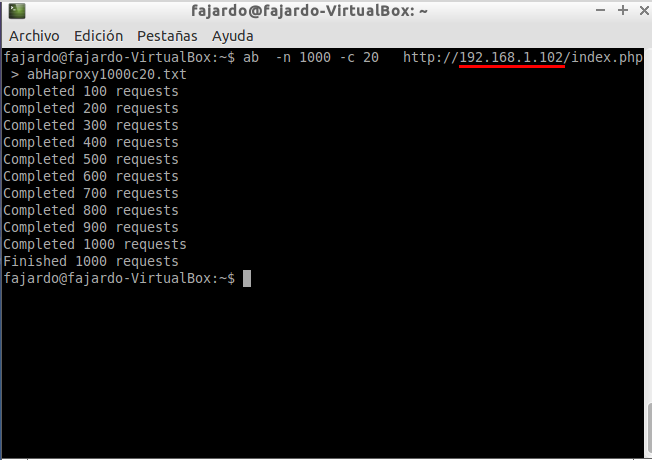 fajardo@fajardo-VirtualBox: ~
Archivo Edición Pestañas Ayuda
fajardo@fajardo-VirtualBox:~$ ab  -n 1000 -c 20   http://192.168.1.102/index.php
 > abHaproxy1000c20.txt
Completed 100 requests
Completed 200 requests
Completed 300 requests
Completed 400 requests
Completed 500 requests
Completed 600 requests
Completed 700 requests
Completed 800 requests
Completed 900 requests
Completed 1000 requests
Finished 1000 requests
fajardo@fajardo-VirtualBox:~$